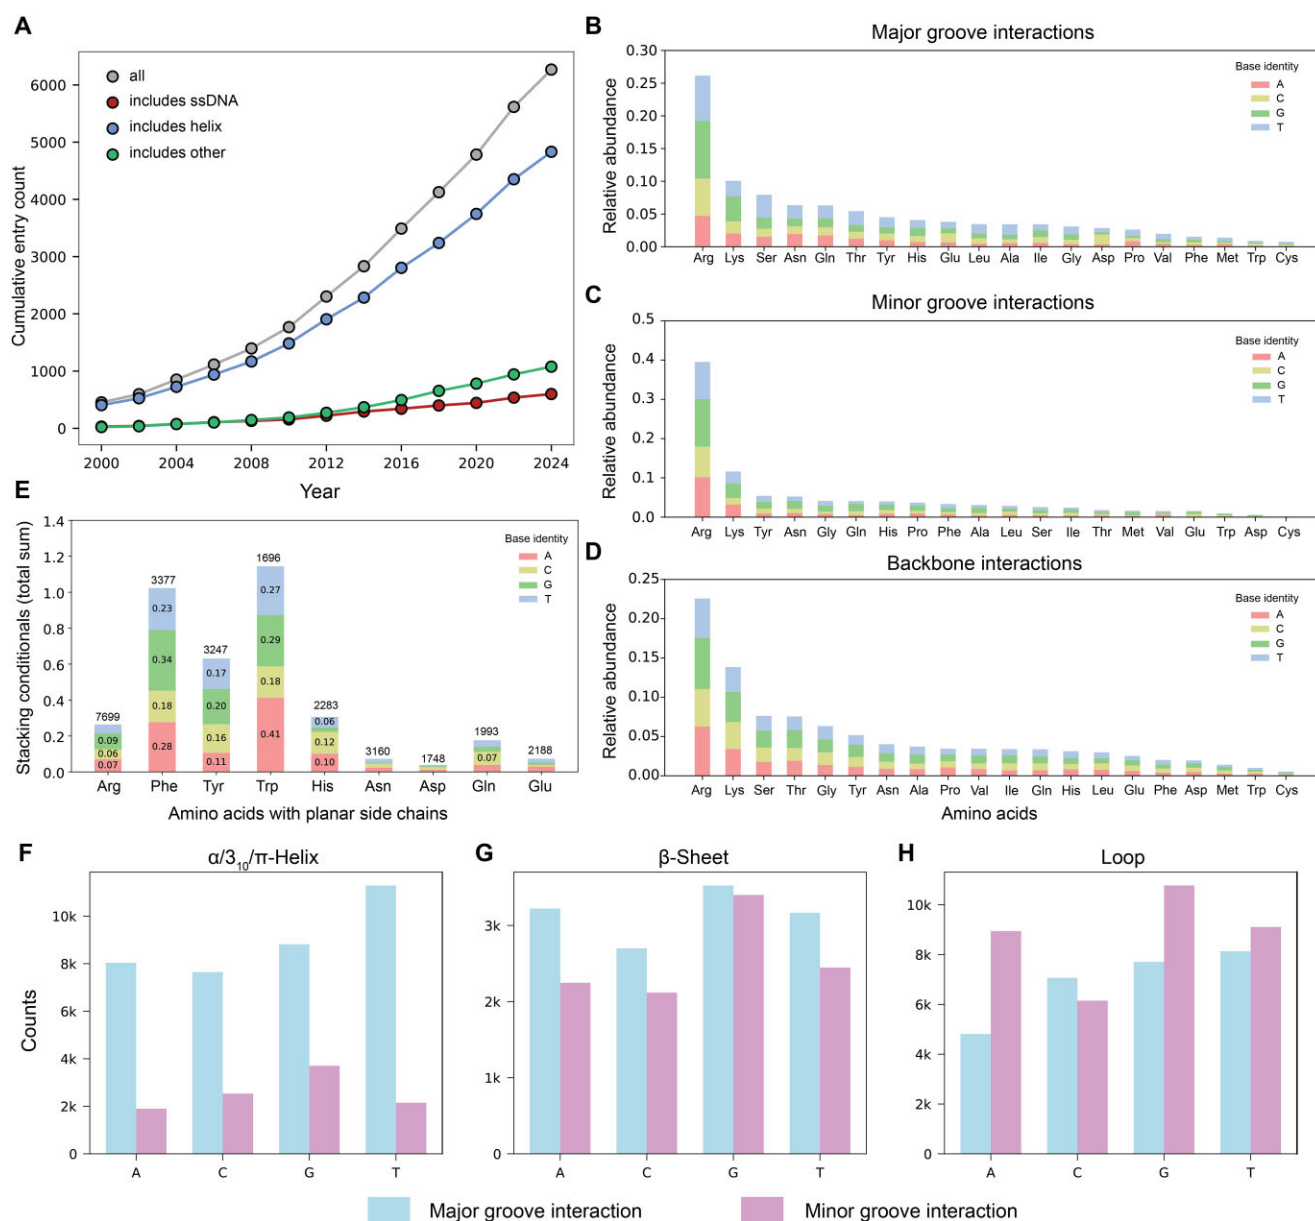 A
all
includes ssDNA
includes helix
includes other
Cumulative entry count
6000
5000
4000
3000
2000
1000
0
2000 2004 2008 2012 2016 2020 2024
Year
B
Major groove interactions
Relative abundance
0.30
0.25
0.20
0.15
0.10
0.05
0.00
Base identity
A
C
G
T
Arg Lys Ser Asn Gln Thr Tyr His Glu Leu Ala Ile Gly Asp Pro Val Phe Met Trp Cys
C
Minor groove interactions
Relative abundance
0.5
0.4
0.3
0.2
0.1
0.0
Base identity
A
C
G
T
Arg Lys Tyr Asn Gly Gln His Pro Phe Ala Leu Ser Ile Thr Met Val Glu Trp Asp Cys
D
Backbone interactions
Relative abundance
0.25
0.20
0.15
0.10
0.05
0.00
Base identity
A
C
G
T
Arg Lys Ser Thr Gly Tyr Asn Ala Pro Val Ile Gln His Leu Glu Phe Asp Met Trp Cys
Amino acids
E
Stacking conditionals (total sum)
1.4
1.2
1.0
0.8
0.6
0.4
0.2
0.0
Base identity
A
C
G
T
7699 3377 3247 1696 2283 3160 1748 1993 2188
0.09
0.06
0.07
0.23
0.34
0.18
0.28
0.17
0.20
0.16
0.11
0.27
0.29
0.18
0.41
0.06
0.12
0.10
0.07
Arg Phe Tyr Trp His Asn Asp Gln Glu
Amino acids with planar side chains
F
α/3₁₀/π-Helix
Counts
10k
8k
6k
4k
2k
0
A C G T
G
β-Sheet
3k
2k
1k
0
A C G T
H
Loop
10k
8k
6k
4k
2k
0
A C G T
Major groove interaction
Minor groove interaction